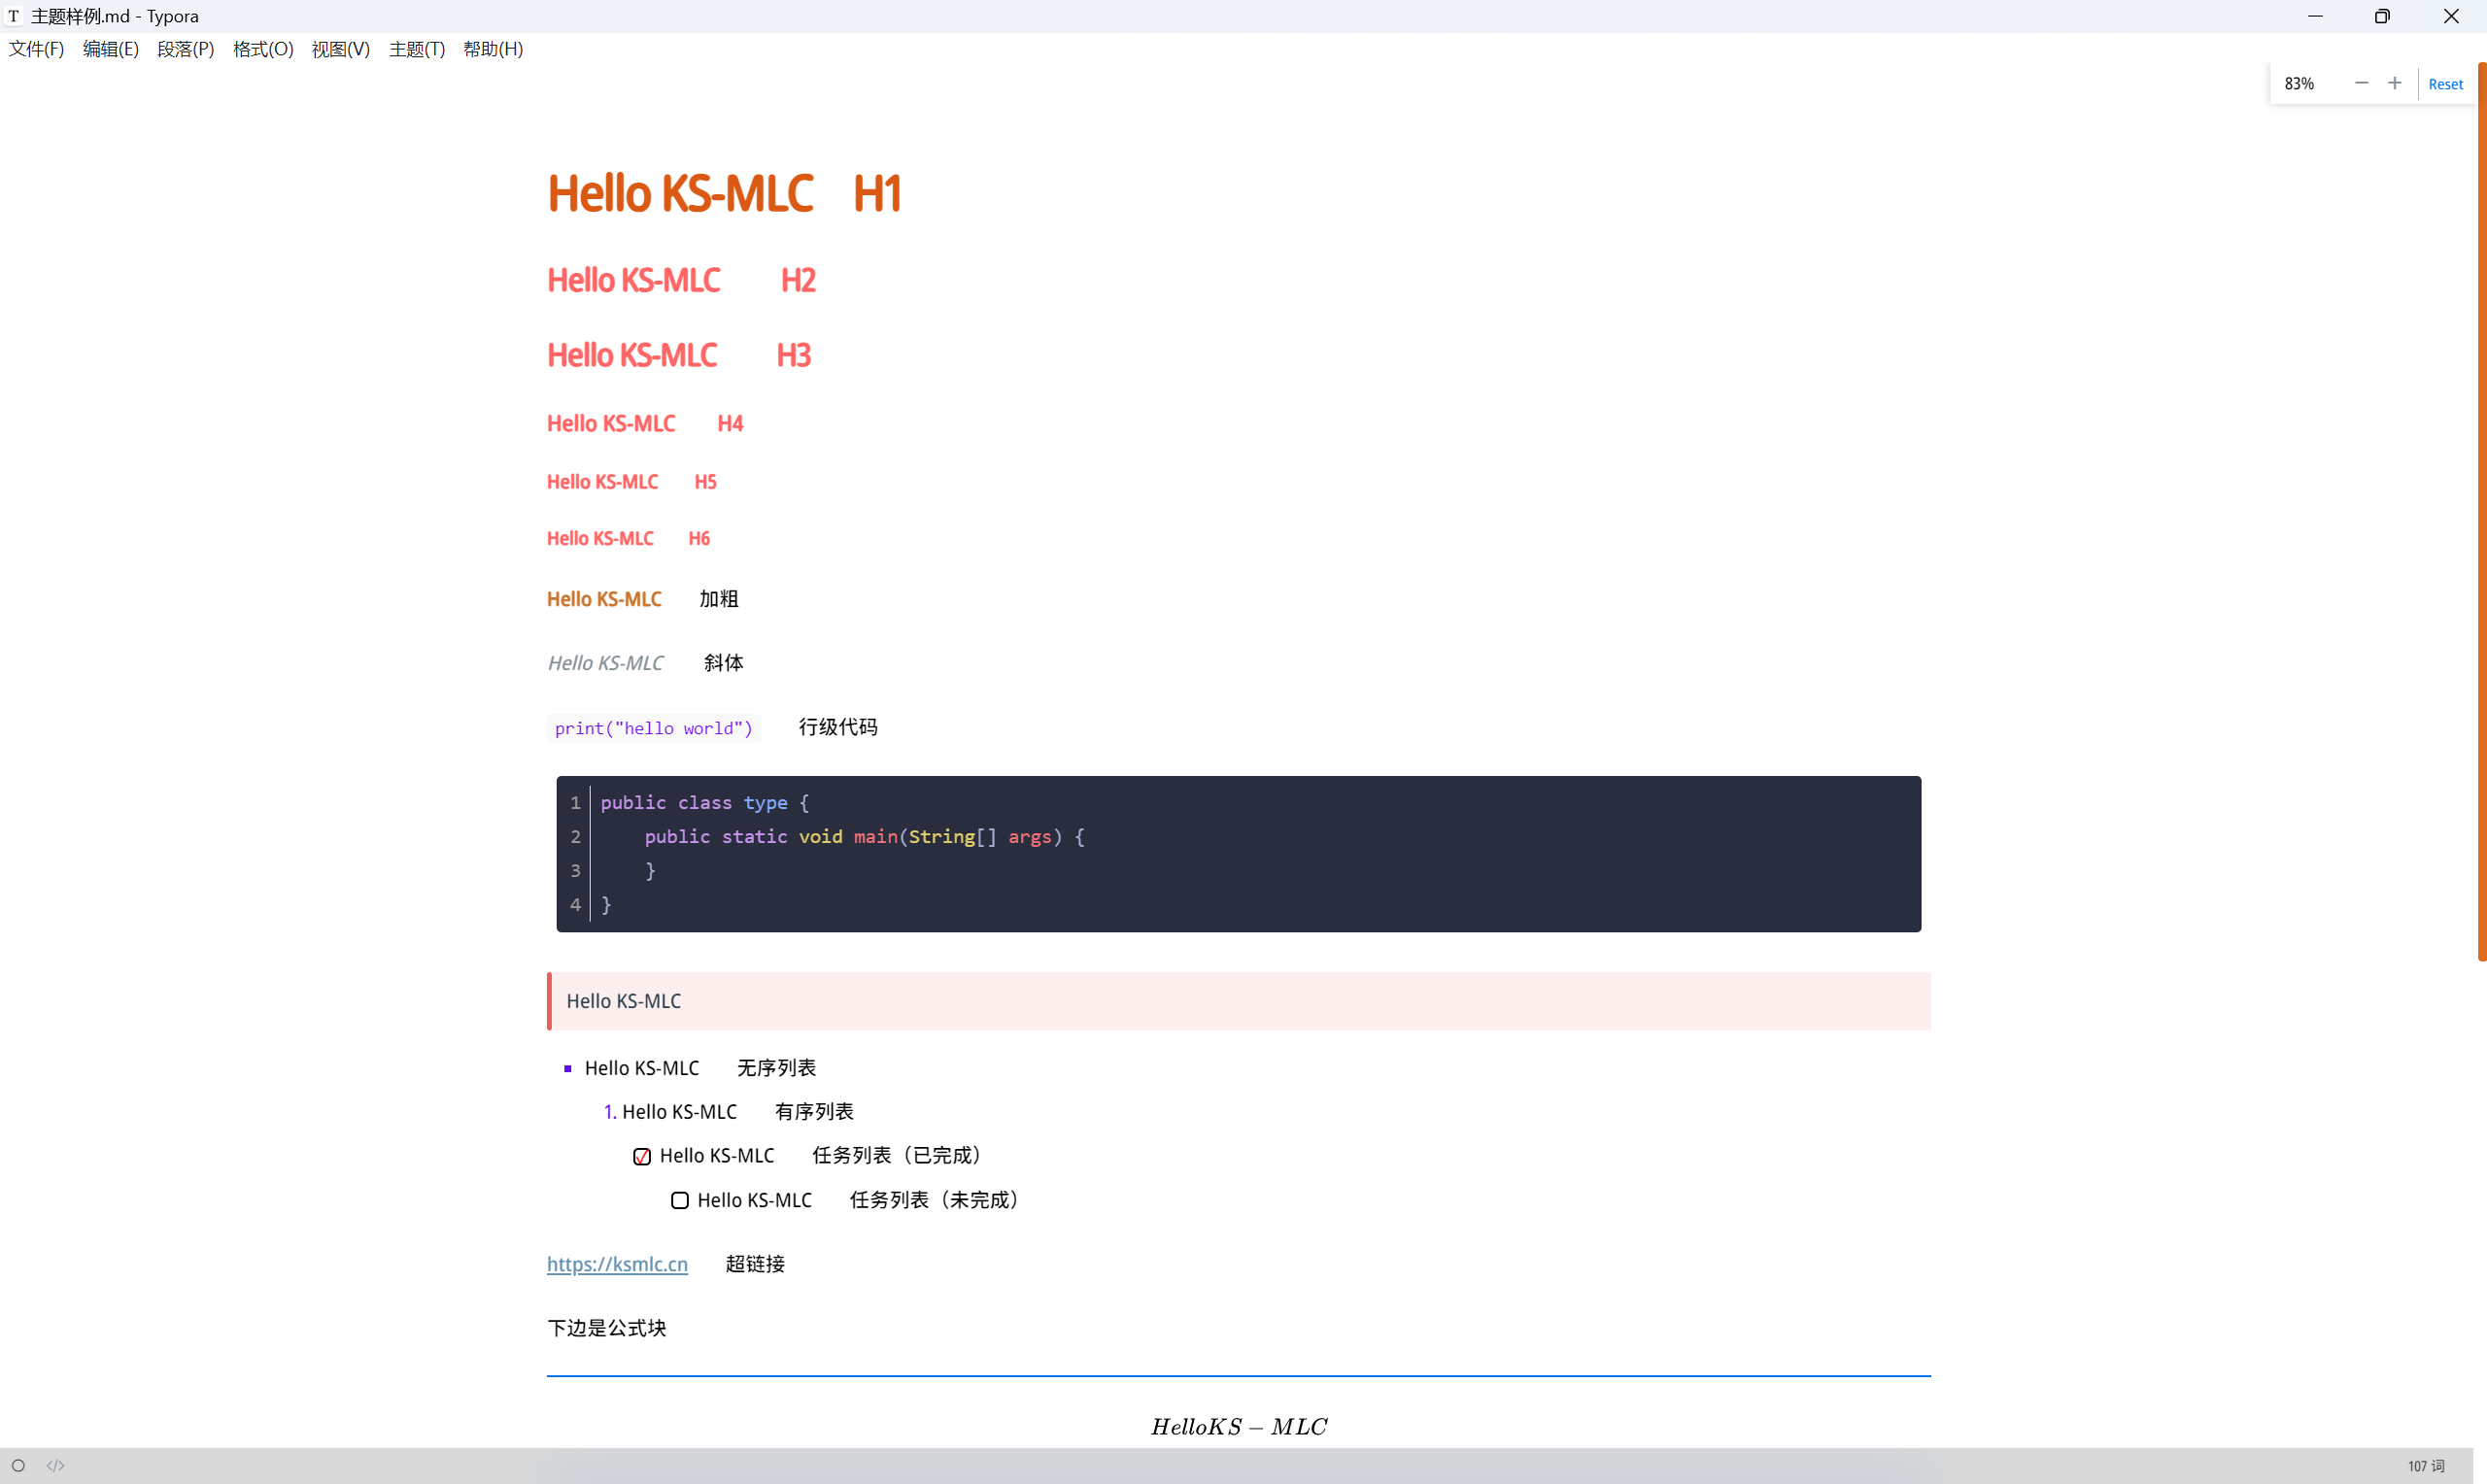 主题样例.md - Typora
文件(F) 编辑(E) 段落(P) 格式(O) 视图(V) 主题(T) 帮助(H)
83% − + Reset
Hello KS-MLC H1
Hello KS-MLC H2
Hello KS-MLC H3
Hello KS-MLC H4
Hello KS-MLC H5
Hello KS-MLC H6
Hello KS-MLC 加粗
Hello KS-MLC 斜体
print("hello world") 行级代码
1 public class type {
2 public static void main(String[] args) {
3 }
4 }
Hello KS-MLC
Hello KS-MLC 无序列表
1. Hello KS-MLC 有序列表
Hello KS-MLC 任务列表（已完成）
Hello KS-MLC 任务列表（未完成）
https://ksmlc.cn 超链接
下边是公式块
HelloKS − MLC
</> 107 词